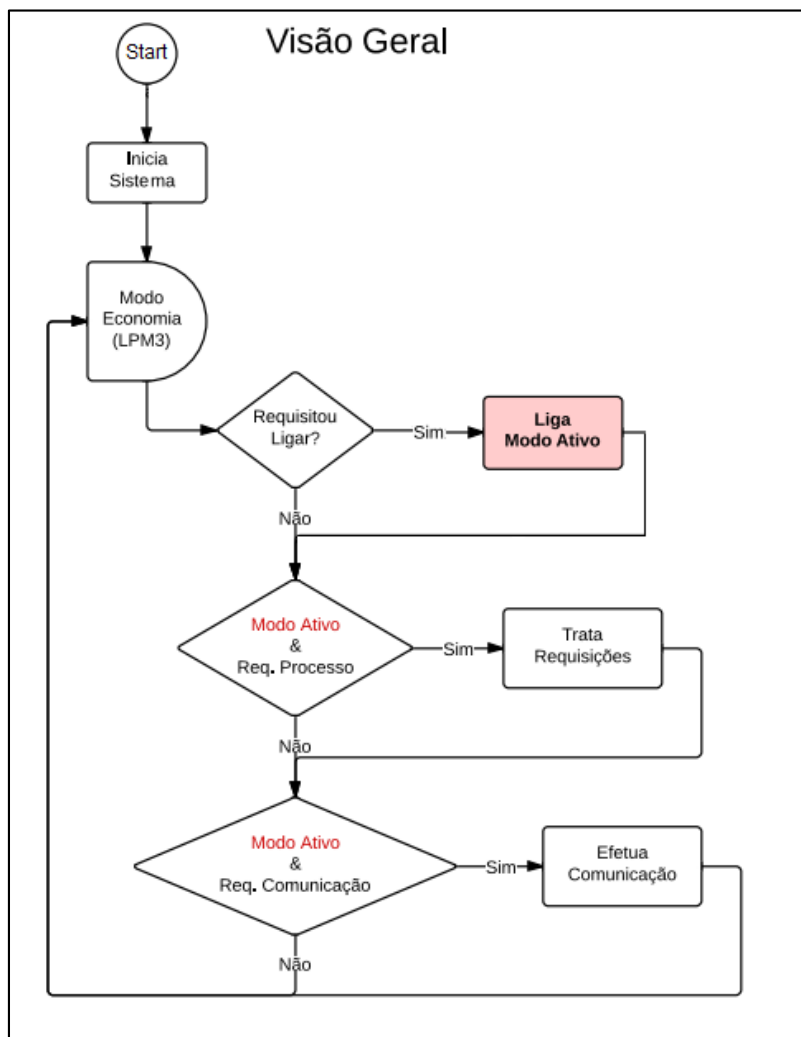 Visão Geral
Start
Inicia
Sistema
Modo
Economia
(LPM3)
Requisitou
Ligar?
Sim
Liga
Modo Ativo
Não
Modo Ativo
&
Req. Processo
Sim
Trata
Requisições
Não
Modo Ativo
&
Req. Comunicação
Sim
Efetua
Comunicação
Não